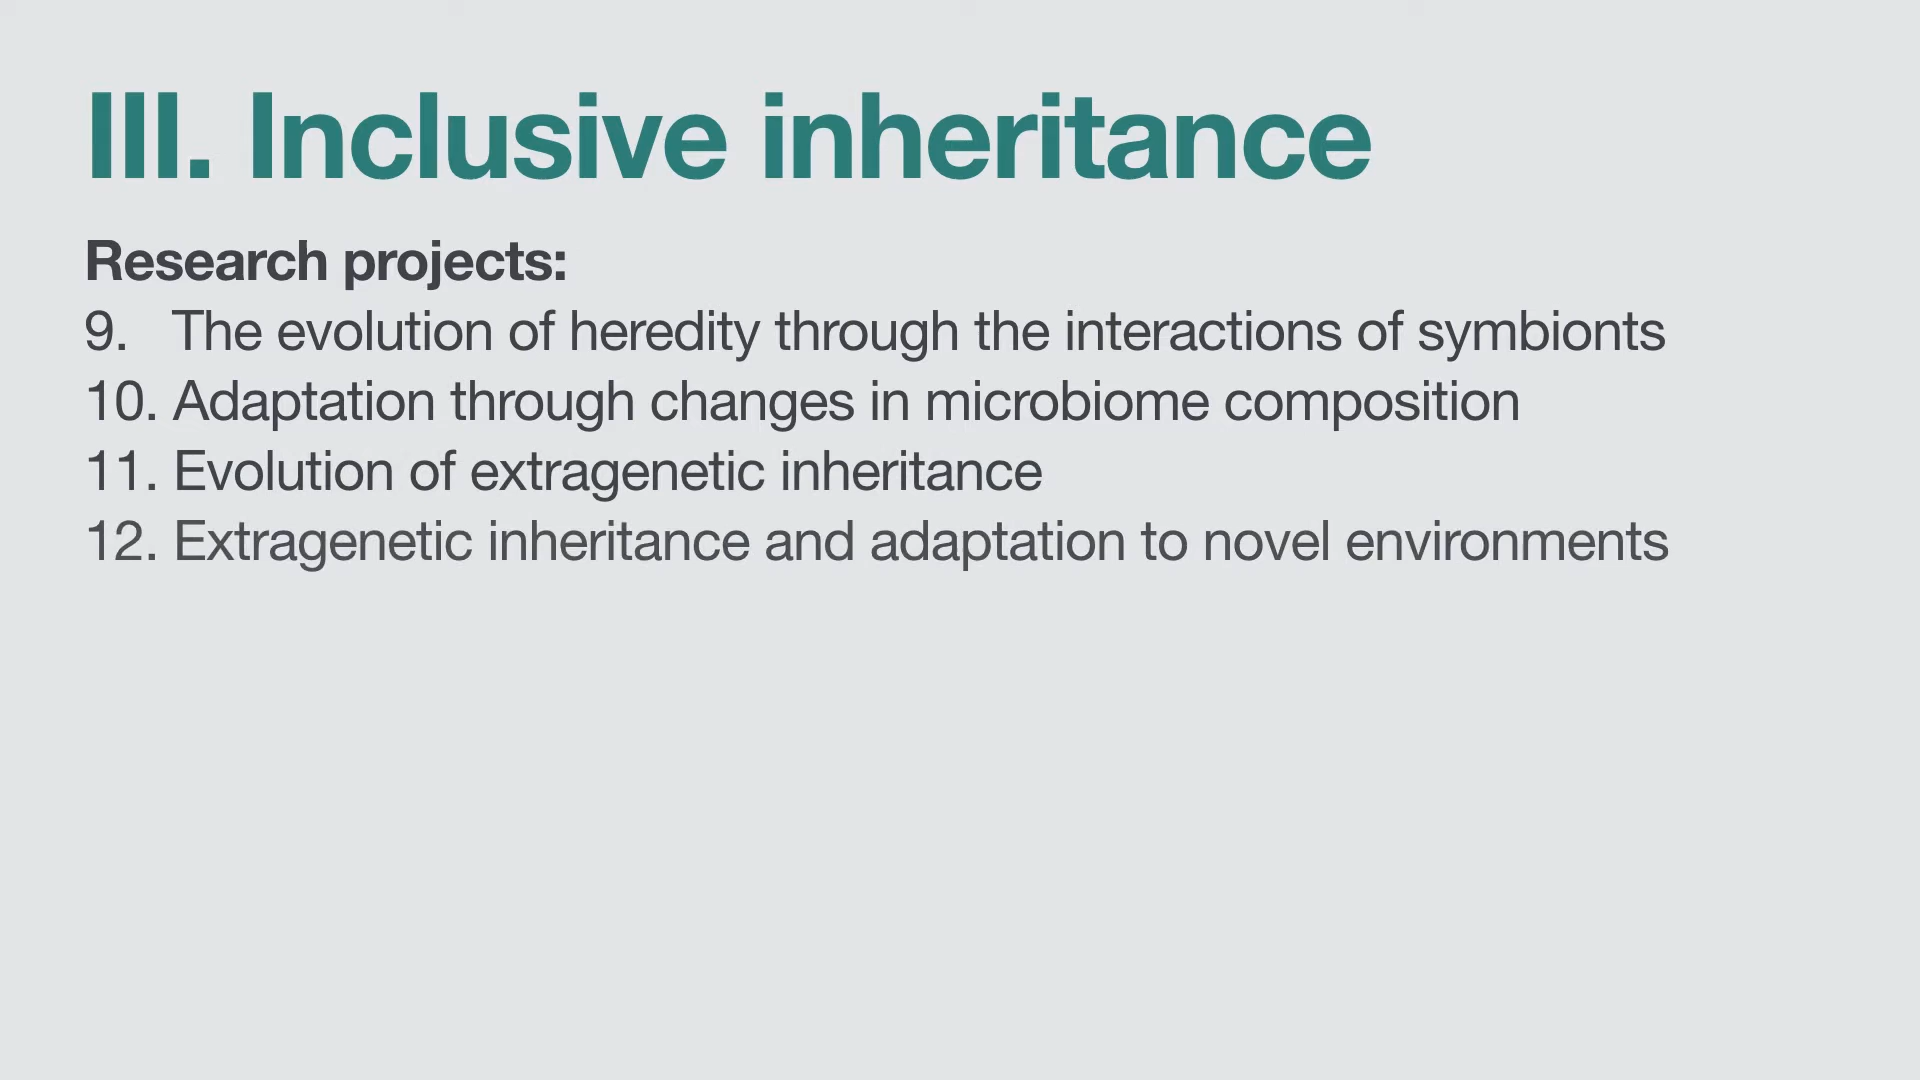 III. Inclusive inheritance
Research projects:
9. The evolution of heredity through the interactions of symbionts
10. Adaptation through changes in microbiome composition
11. Evolution of extragenetic inheritance
12. Extragenetic inheritance and adaptation to novel environments